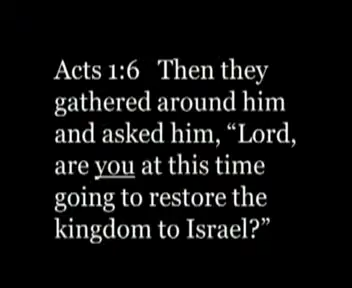 Acts 1:6   Then they
gathered around him
and asked him, “Lord,
are you at this time
going to restore the
kingdom to Israel?”